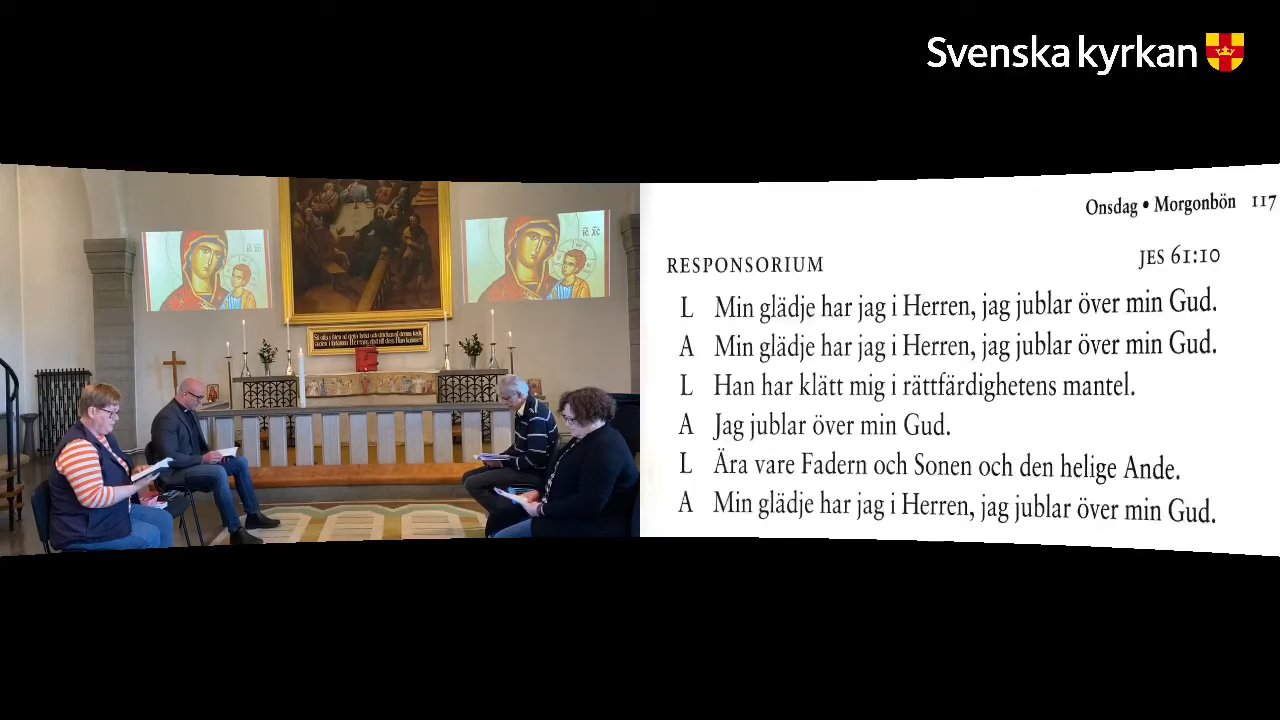 Svenska kyrkan
Onsdag • Morgonbön 117
RESPONSORIUM JES 61:10
L Min glädje har jag i Herren, jag jublar över min Gud.
A Min glädje har jag i Herren, jag jublar över min Gud.
L Han har klätt mig i rättfärdighetens mantel.
A Jag jublar över min Gud.
L Ära vare Fadern och Sonen och den helige Ande.
A Min glädje har jag i Herren, jag jublar över min Gud.